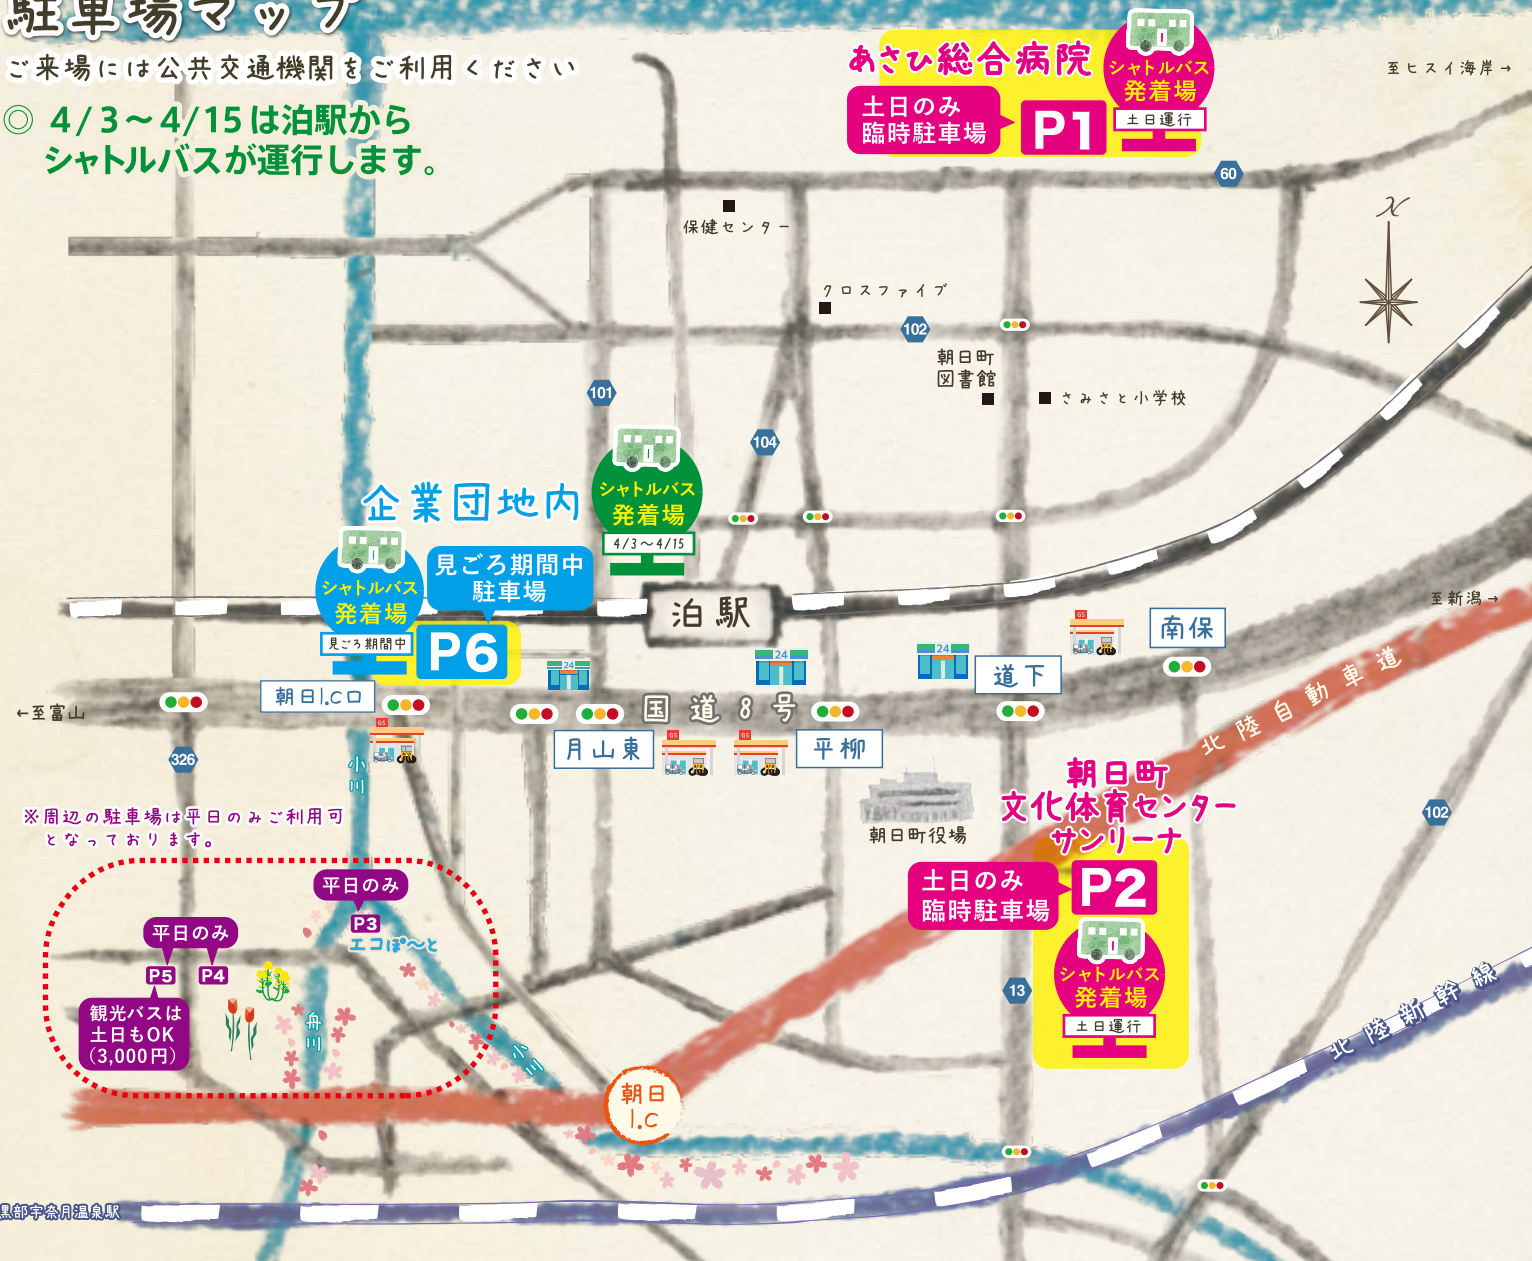 駐車場マップ
ご来場には公共交通機関をご利用ください
◎ 4/3～4/15は泊駅から
シャトルバスが運行します。
あさひ総合病院
土日のみ
臨時駐車場
P1
シャトルバス
発着場
土日運行
至ヒスイ海岸→
60
保健センター
クロスファイブ
102
朝日町
図書館
さみさと小学校
N
101
104
シャトルバス
発着場
4/3～4/15
企業団地内
シャトルバス
発着場
見ごろ期間中
見ごろ期間中
駐車場
P6
泊駅
至新潟→
GS
南保
24
24
24
道下
朝日I.C口
←至富山
国道8号
北陸自動車道
GS
月山東
GS
GS
平柳
326
小川
朝日町役場
朝日町
文化体育センター
サンリーナ
102
※周辺の駐車場は平日のみご利用可
となっております。
土日のみ
臨時駐車場
P2
シャトルバス
発着場
土日運行
平日のみ
P3
エコぽ～と
平日のみ
P5
P4
観光バスは
土日もOK
（3,000円）
舟川
小川
13
北陸新幹線
朝日
I.C
黒部宇奈月温泉駅